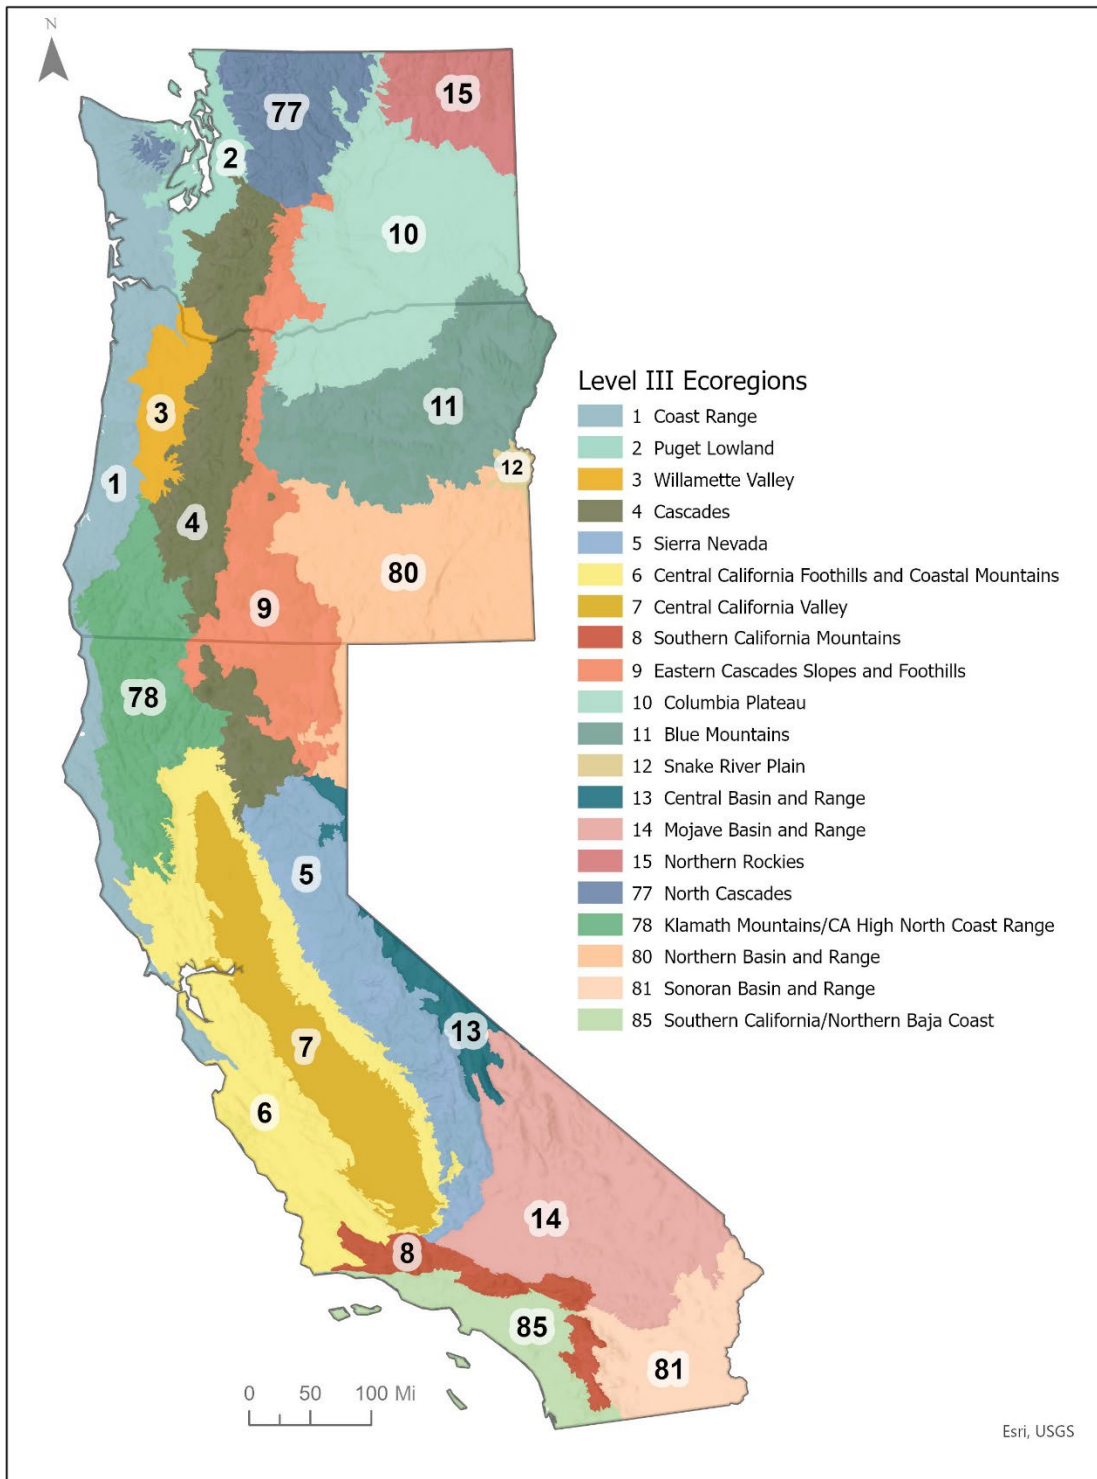 N
77
15
2
10
3
11
12
1
4
80
9
78
5
13
7
6
14
8
85
81
Level III Ecoregions
1 Coast Range
2 Puget Lowland
3 Willamette Valley
4 Cascades
5 Sierra Nevada
6 Central California Foothills and Coastal Mountains
7 Central California Valley
8 Southern California Mountains
9 Eastern Cascades Slopes and Foothills
10 Columbia Plateau
11 Blue Mountains
12 Snake River Plain
13 Central Basin and Range
14 Mojave Basin and Range
15 Northern Rockies
77 North Cascades
78 Klamath Mountains/CA High North Coast Range
80 Northern Basin and Range
81 Sonoran Basin and Range
85 Southern California/Northern Baja Coast
0 50 100 Mi
Esri, USGS